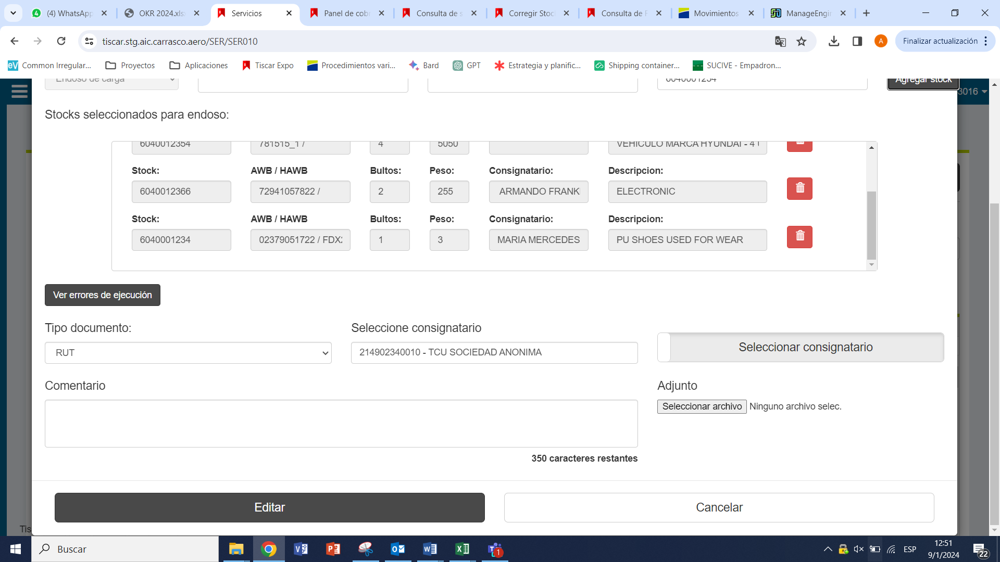 (4) WhatsApp
OKR 2024.xls
Servicios
Panel de cob
Consulta de s
Corregir Stoc
Consulta de F
Movimientos
ManageEngin
tiscar.stg.aic.carrasco.aero/SER/SER010
A
Finalizar actualización
Common Irregular...
Proyectos
Aplicaciones
Tiscar Expo
Procedimientos vari...
Bard
GPT
Estrategia y planific...
Shipping container...
SUCIVE - Empadron...
Endoso de carga
6040001234
Agregar stock
3016
Stocks seleccionados para endoso:
6040012354
781515_1 /
4
5050
VEHICULO MARCA HYUNDAI - 4
Stock:
AWB / HAWB
Bultos:
Peso:
Consignatario:
Descripcion:
6040012366
72941057822 /
2
255
ARMANDO FRANK
ELECTRONIC
Stock:
AWB / HAWB
Bultos:
Peso:
Consignatario:
Descripcion:
6040001234
02379051722 / FDX
1
3
MARIA MERCEDES
PU SHOES USED FOR WEAR
Ver errores de ejecución
Tipo documento:
Seleccione consignatario
RUT
214902340010 - TCU SOCIEDAD ANONIMA
Seleccionar consignatario
Comentario
Adjunto
Seleccionar archivo
Ninguno archivo selec.
350 caracteres restantes
Editar
Cancelar
Tis
Buscar
1
ESP
12:51
9/1/2024
22